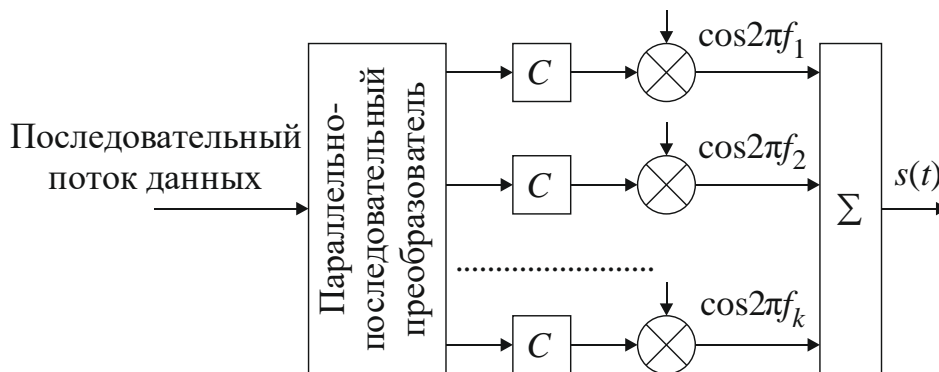 Последовательный
поток данных
Параллельно-
последовательный
преобразователь
C
cos2πf₁
C
cos2πf₂
....................
C
cos2πfₖ
Σ
s(t)